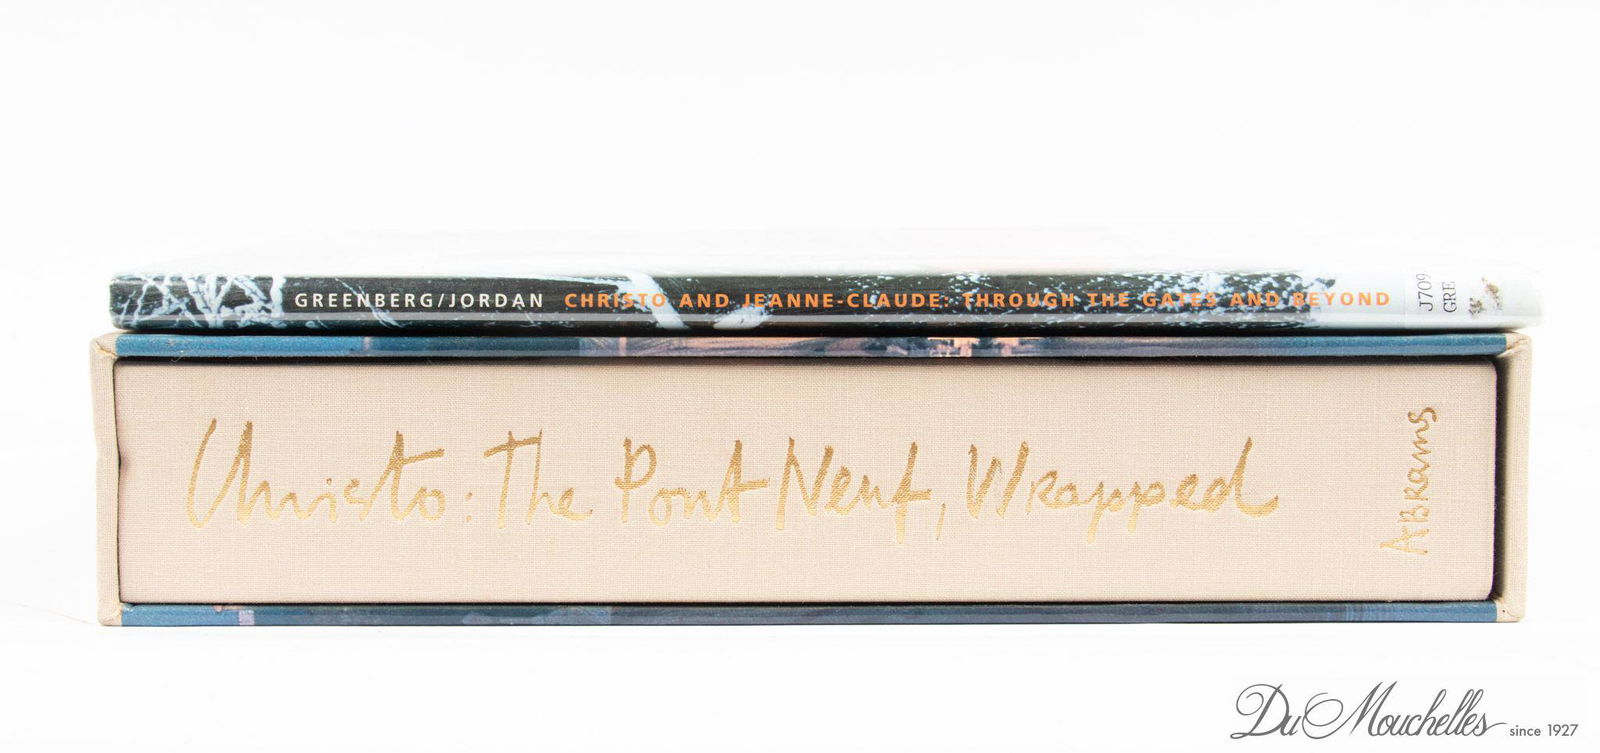 GREENBERG/JORDAN CHRISTO AND JEANNE-CLAUDE: THROUGH THE GATES AND BEYOND
J709
GRE
Christo: The Pont Neuf, Wrapped
ABRams
DuMouchelles since 1927